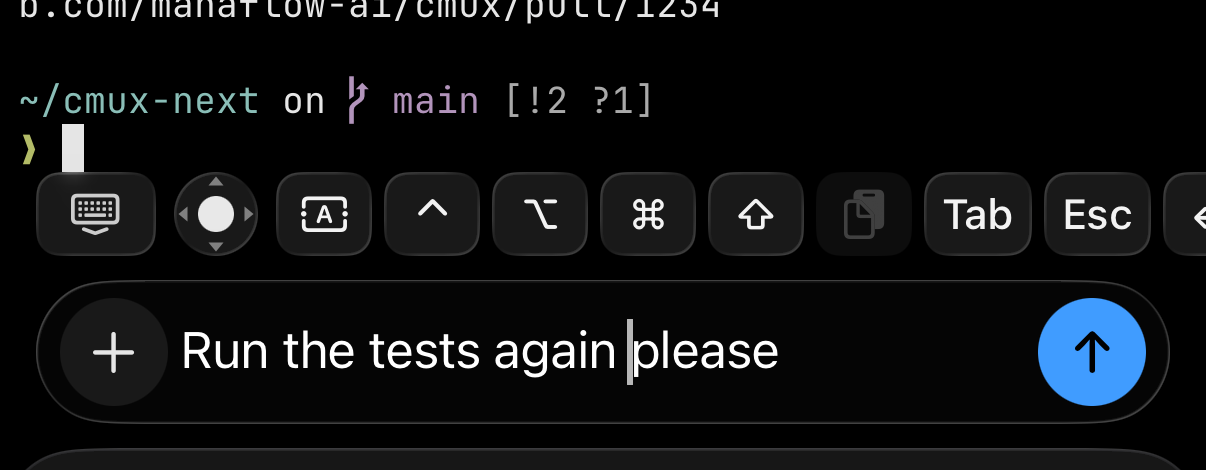 b.com/manaflow-ai/cmux/pull/1234
~/cmux-next on main [!2 ?1]
❯
A ^ ⌥ ⌘ ⇧ Tab Esc
Run the tests again please